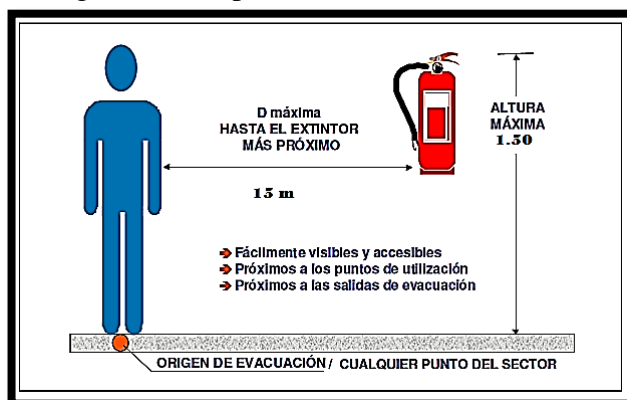 D máxima
HASTA EL EXTINTOR
MÁS PRÓXIMO
15 m
ALTURA
MÁXIMA
1.50
Fácilmente visibles y accesibles
Próximos a los puntos de utilización
Próximos a las salidas de evacuación
ORIGEN DE EVACUACIÓN / CUALQUIER PUNTO DEL SECTOR